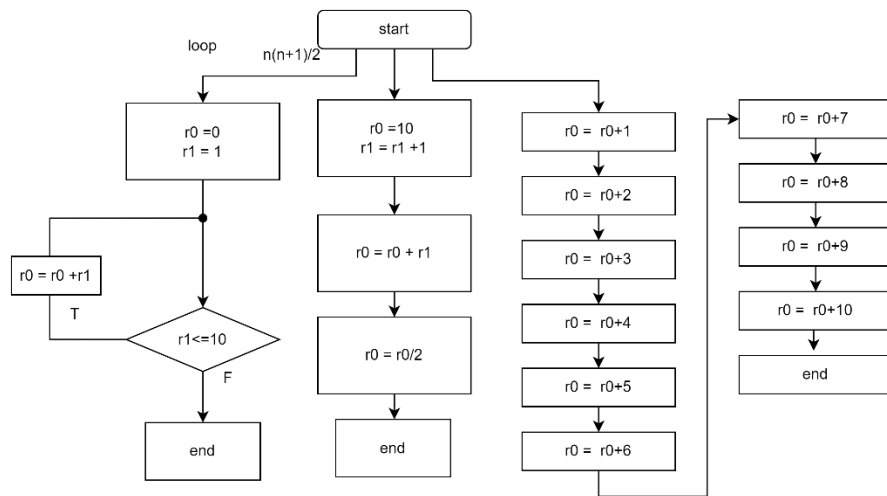 start
loop
n(n+1)/2
r0 =0
r1 = 1
r0 = r0 +r1
T
r1<=10
F
end
r0 =10
r1 = r1 +1
r0 = r0 + r1
r0 = r0/2
end
r0 =  r0+1
r0 =  r0+2
r0 =  r0+3
r0 =  r0+4
r0 =  r0+5
r0 =  r0+6
r0 =  r0+7
r0 =  r0+8
r0 =  r0+9
r0 =  r0+10
end